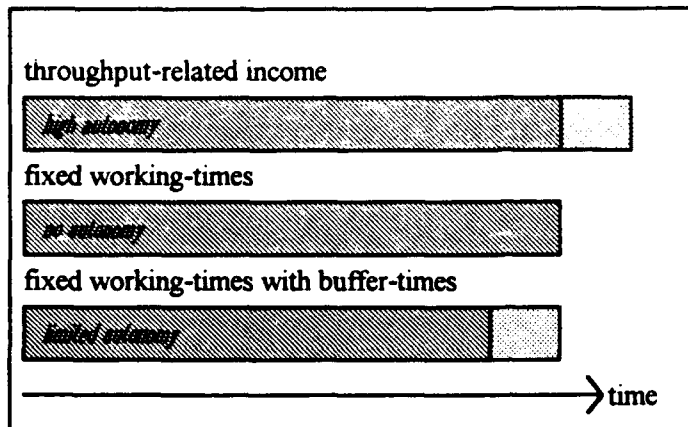 throughput-related income
high autonomy
fixed working-times
no autonomy
fixed working-times with buffer-times
limited autonomy
time